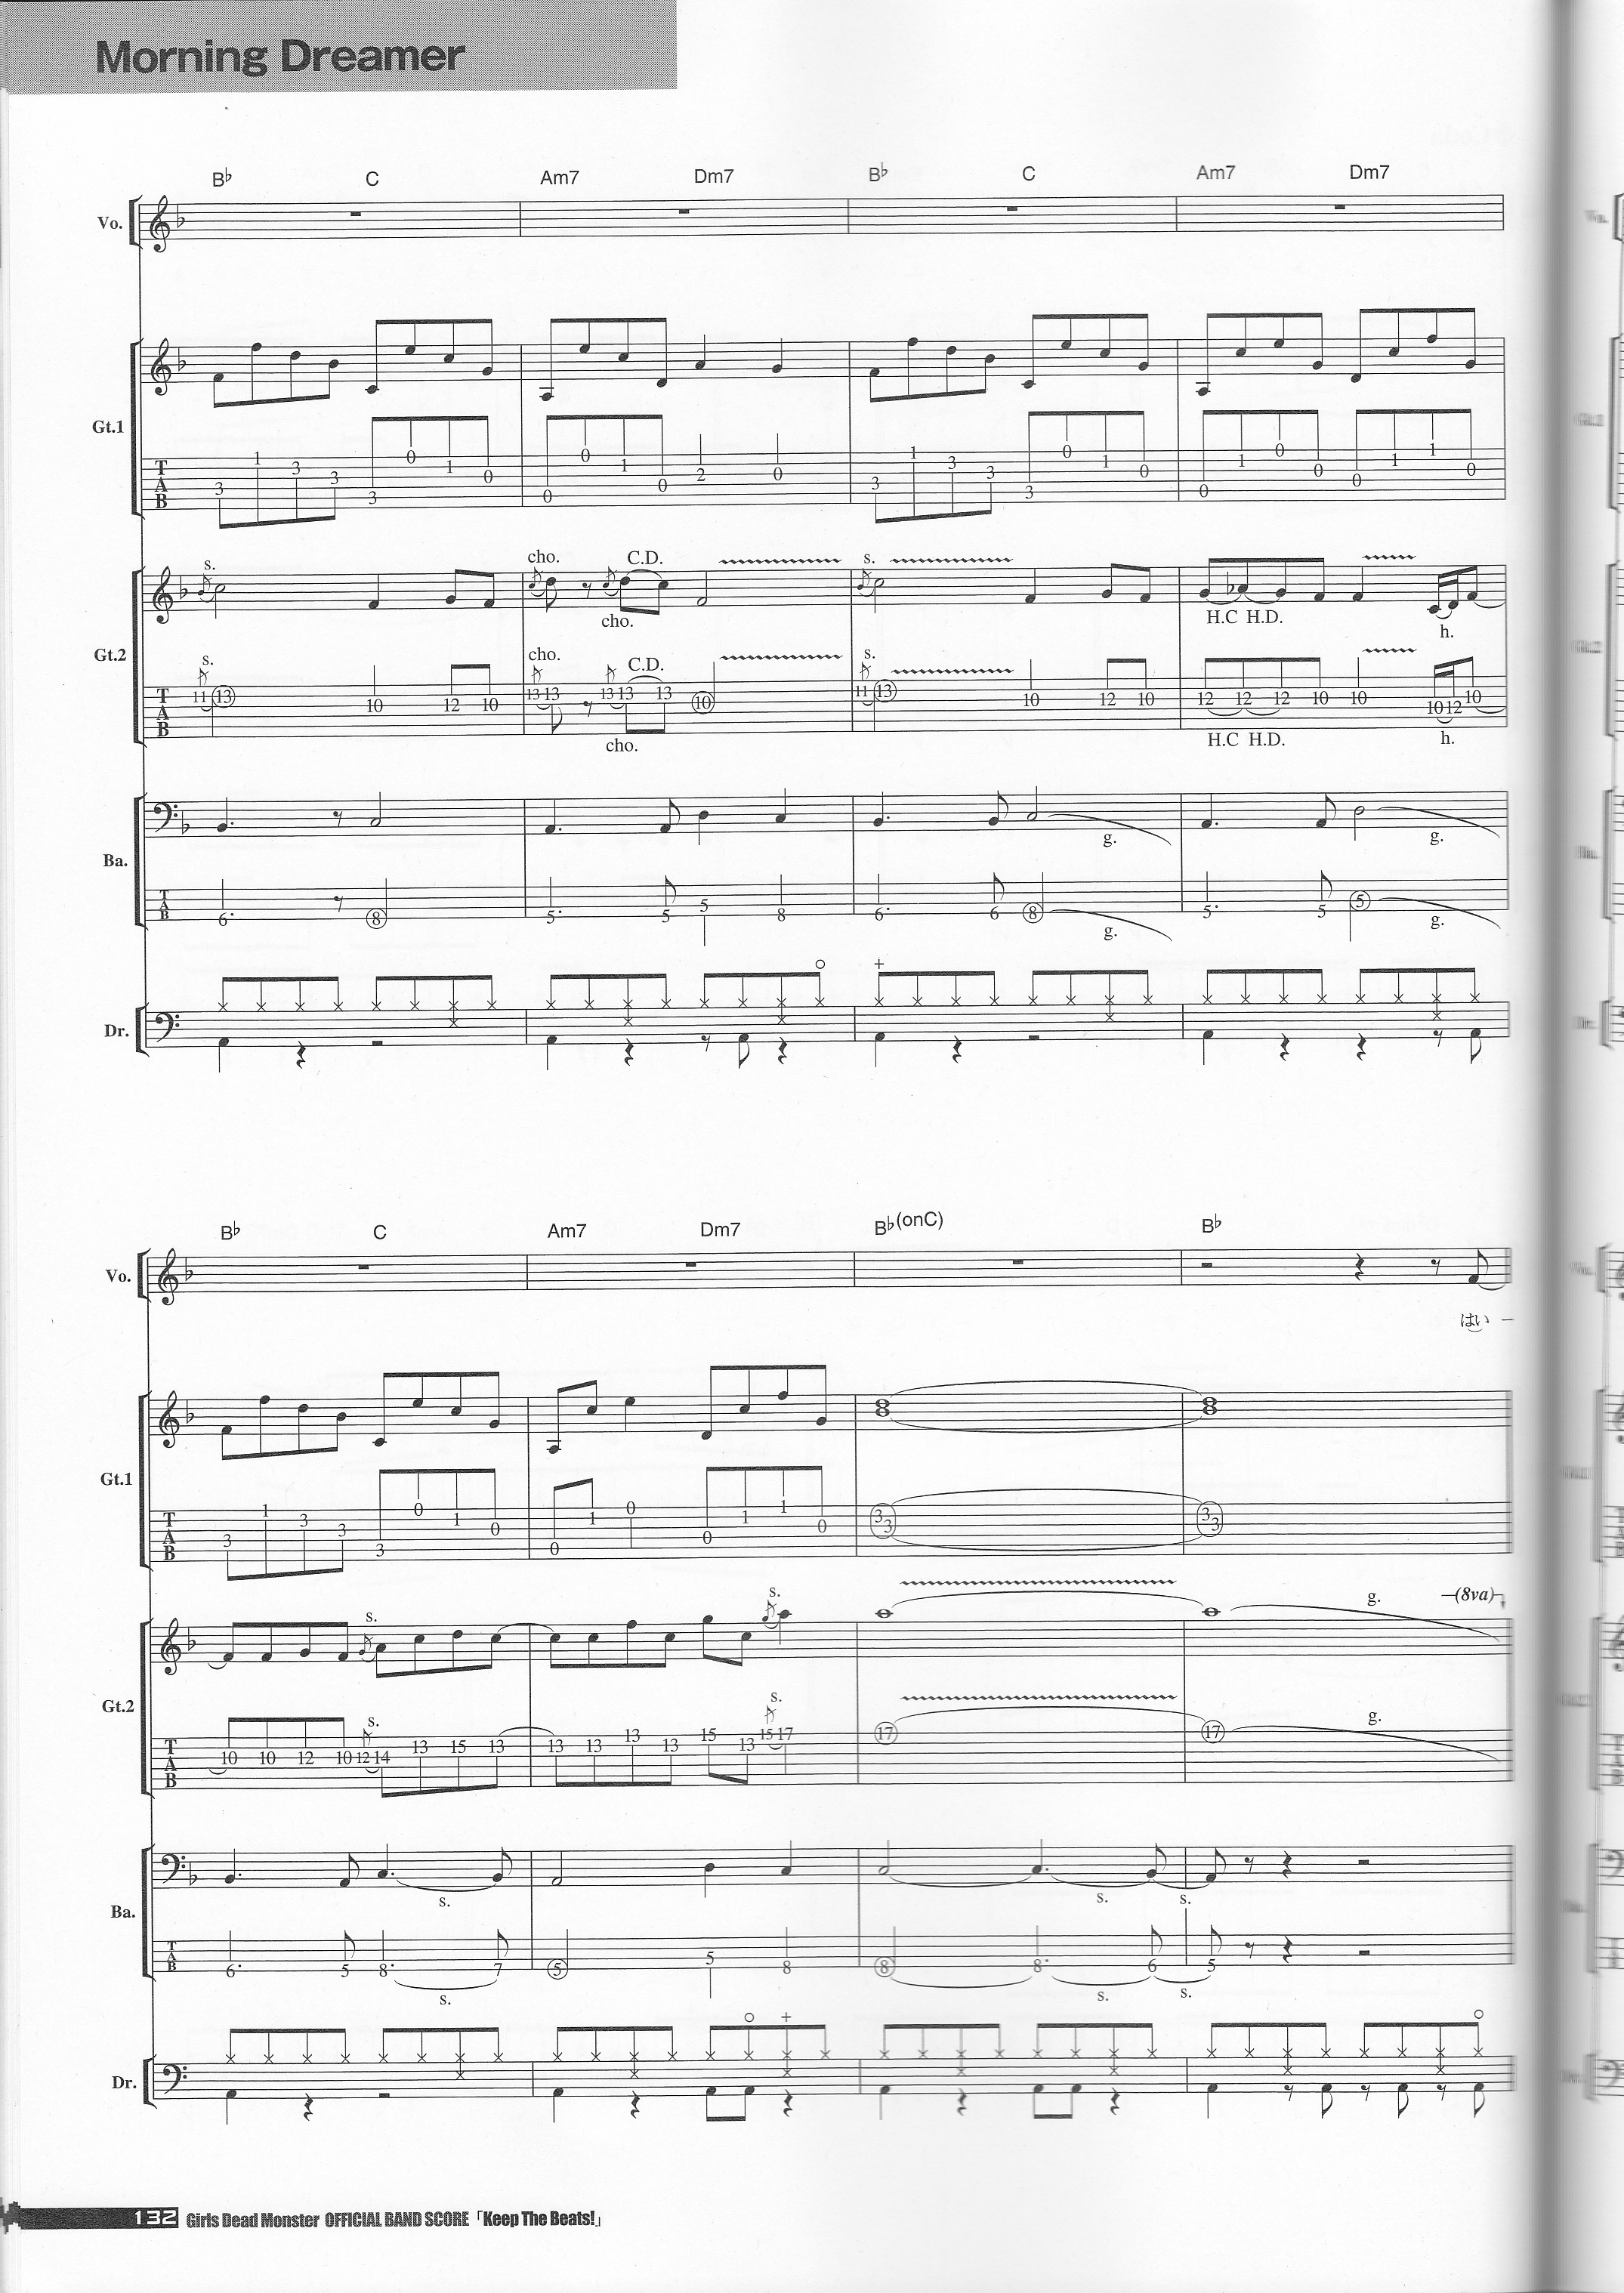 Morning Dreamer
B♭ C Am7 Dm7 B♭ C Am7 Dm7
Vo.
Gt.1
T A B
3 1 3 3 3 0 1 0 0 0 1 0 2 0 3 1 3 3 3 0 1 0 0 1 0 0 0 1 1 0
s. cho. C.D. s.
cho. H.C H.D. h.
Gt.2
s. cho. C.D. s.
T A B
11 13 10 12 10 13 13 13 13 13 10 11 13 10 12 10 12 12 12 10 10 10 12 10
cho. H.C H.D. h.
g. g.
Ba.
T A B
6 8 5 5 5 8 6 6 8 5 5 5
g. g.
○ +
Dr.
B♭ C Am7 Dm7 B♭(onC) B♭
Vo.
はい ー
Gt.1
T A B
3 1 3 3 3 0 1 0 0 1 0 0 1 1 0 3 3 3 3
s. s. g. (8va)
Gt.2
s. s. g.
T A B
10 10 12 10 12 14 13 15 13 13 13 13 13 15 13 15 17 17 17
s. s. s.
Ba.
T A B
6 5 8 7 5 5 8 8 8 6 5
s. s. s.
○ + ○
Dr.
132 Girls Dead Monster OFFICIAL BAND SCORE「Keep The Beats!」